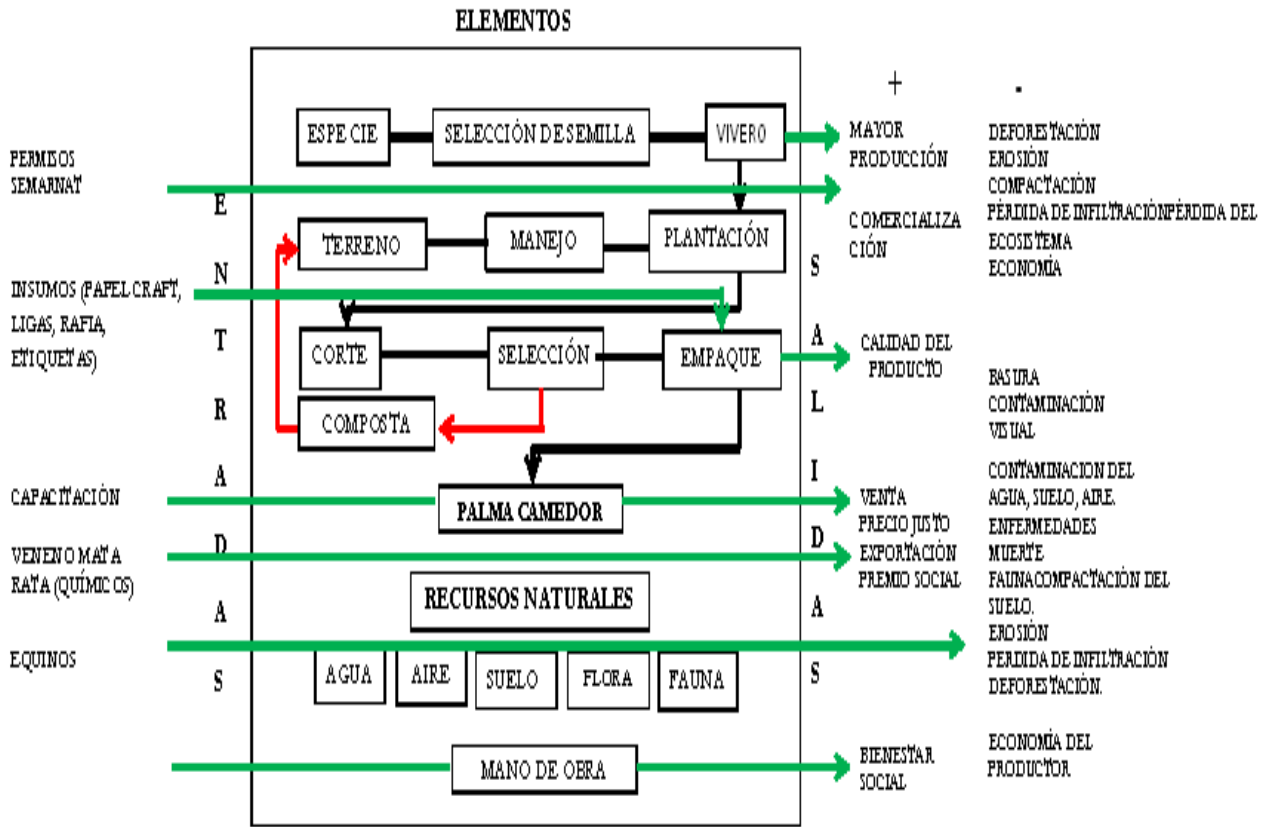 ELEMENTOS
+ -
ESPECIE
SELECCIÓN DE SEMILLA
VIVERO
MAYOR
PRODUCCIÓN
DEFORESTACIÓN
EROSIÓN
COMPACTACIÓN
PÉRDIDA DE INFILTRACIÓNPÉRDIDA DEL
ECOSISTEMA
ECONOMÍA
PERMISOS
SEMARNAT
COMERCIALIZA
CIÓN
TERRENO
MANEJO
PLANTACIÓN
INSUMOS (PAPEL CRAFT,
LIGAS, RAFIA,
ETIQUETAS)
CORTE
SELECCIÓN
EMPAQUE
CALIDAD DEL
PRODUCTO
BASURA
CONTAMINACIÓN
VISUAL
COMPOSTA
CAPACITACIÓN
PALMA CAMEDOR
VENTA
PRECIO JUSTO
EXPORTACIÓN
PREMIO SOCIAL
CONTAMINACION DEL
AGUA, SUELO, AIRE.
ENFERMEDADES
MUERTE
FAUNACOMPACTACIÓN DEL
SUELO.
EROSIÓN
PERDIDA DE INFILTRACIÓN
DEFORESTACIÓN.
VENENO MATA
RATA (QUÍMICOS)
RECURSOS NATURALES
EQUINOS
AGUA
AIRE
SUELO
FLORA
FAUNA
MANO DE OBRA
BIENESTAR
SOCIAL
ECONOMÍA DEL
PRODUCTOR
ENTRADAS
SALIDAS